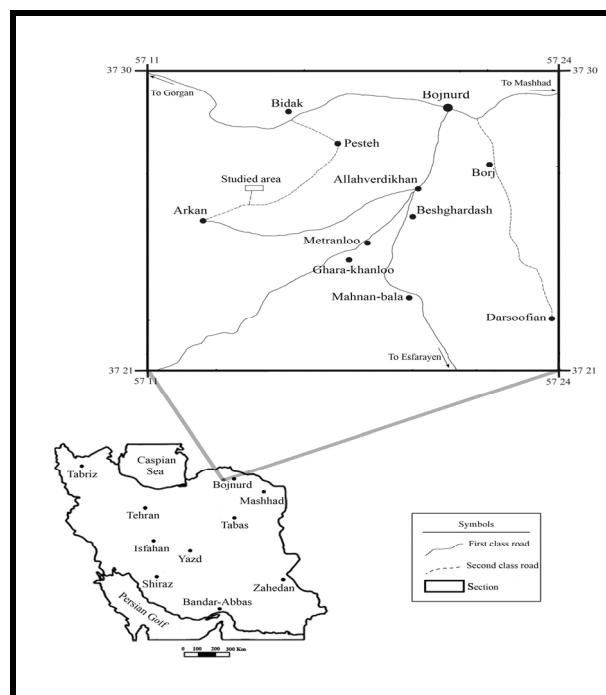 57 11
57 24
37 30
37 30
To Mashhad
To Gorgan
Bojnurd
Bidak
Pesteh
Borj
Studied area
Allahverdikhan
Arkan
Beshghardash
Metranloo
Ghara-khanloo
Mahnan-bala
Darsoofian
To Esfarayen
37 21
37 21
57 11
57 24
Caspian
Sea
Tabriz
Bojnurd
Mashhad
Tehran
Tabas
Isfahan
Yazd
Shiraz
Zahedan
Bandar-Abbas
Persian Golf
0 100 200 300 Km
Symbols
First class road
Second class road
Section